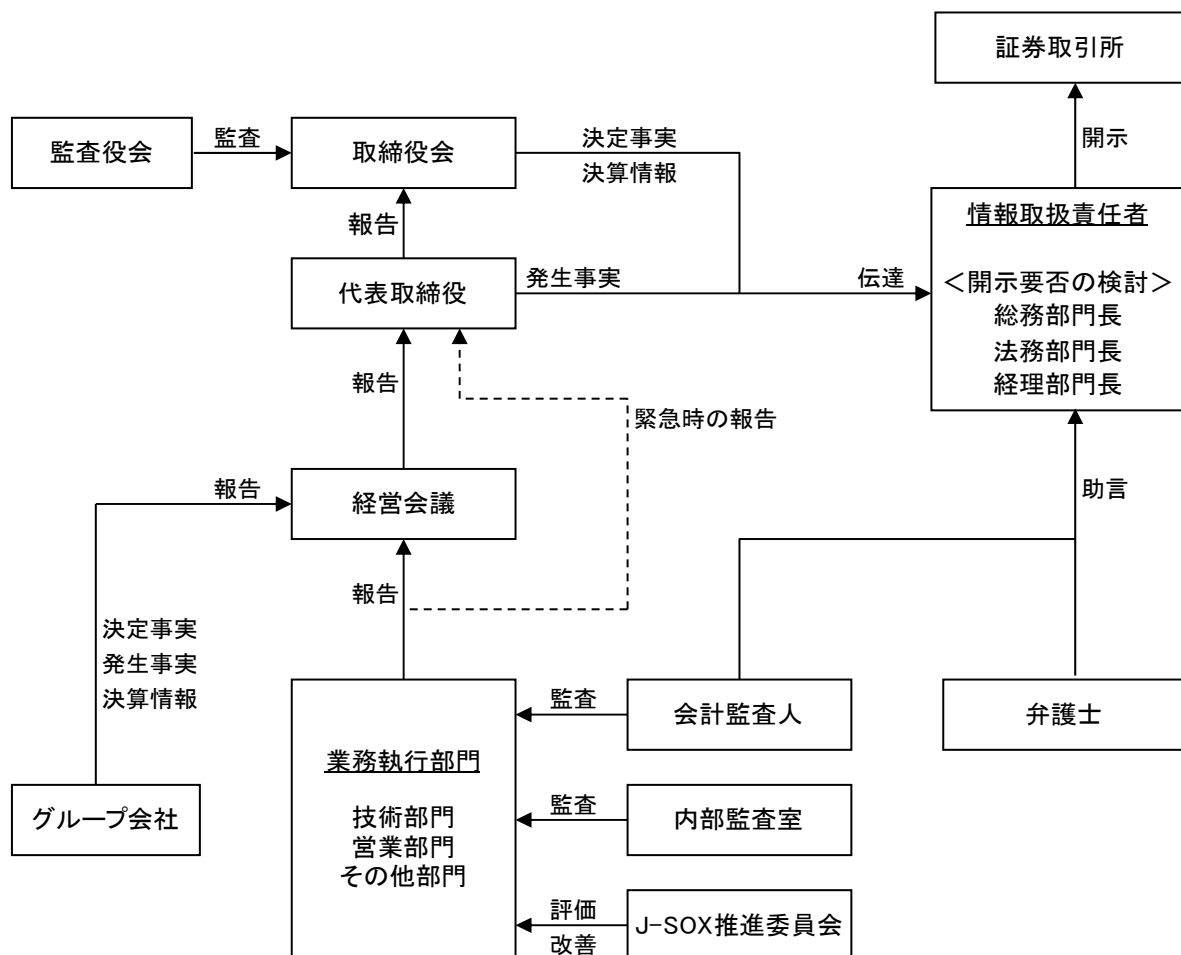 証券取引所
開示
監査役会
監査
取締役会
決定事実
決算情報
報告
代表取締役
発生事実
伝達
情報取扱責任者
＜開示要否の検討＞
総務部門長
法務部門長
経理部門長
報告
緊急時の報告
報告
経営会議
助言
報告
決定事実
発生事実
決算情報
グループ会社
業務執行部門
技術部門
営業部門
その他部門
監査
会計監査人
弁護士
監査
内部監査室
評価
改善
J-SOX推進委員会